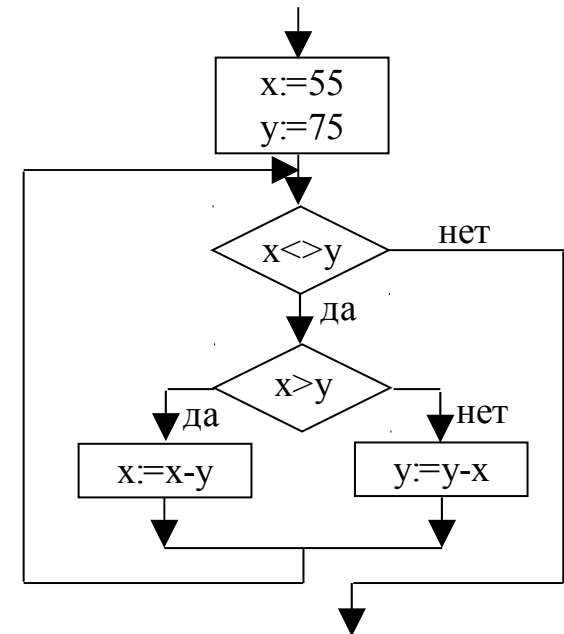 x:=55
y:=75
x<>y
нет
да
x>y
да
нет
x:=x-y
y:=y-x